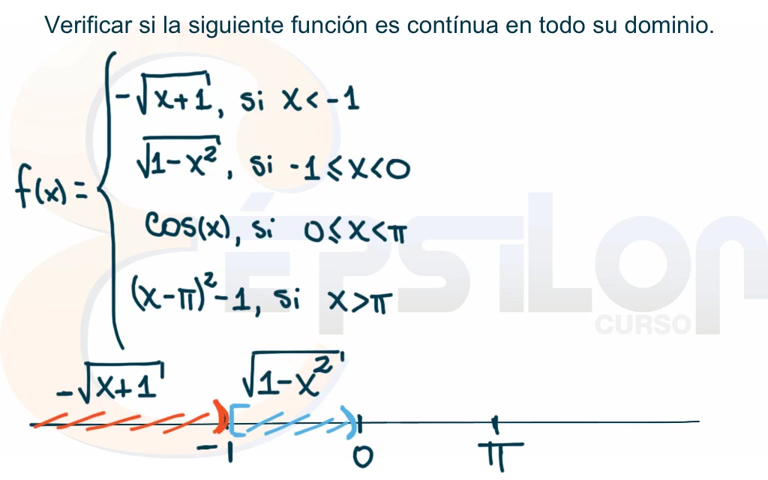 Verificar si la siguiente función es contínua en todo su dominio.
-√x+1, si x<-1
√1-x², si -1≤x<0
f(x)=
cos(x), si 0≤x<π
(x-π)²-1, si x>π
ÉPSILON
CURSO
-√x+1 √1-x²
-1 0 π